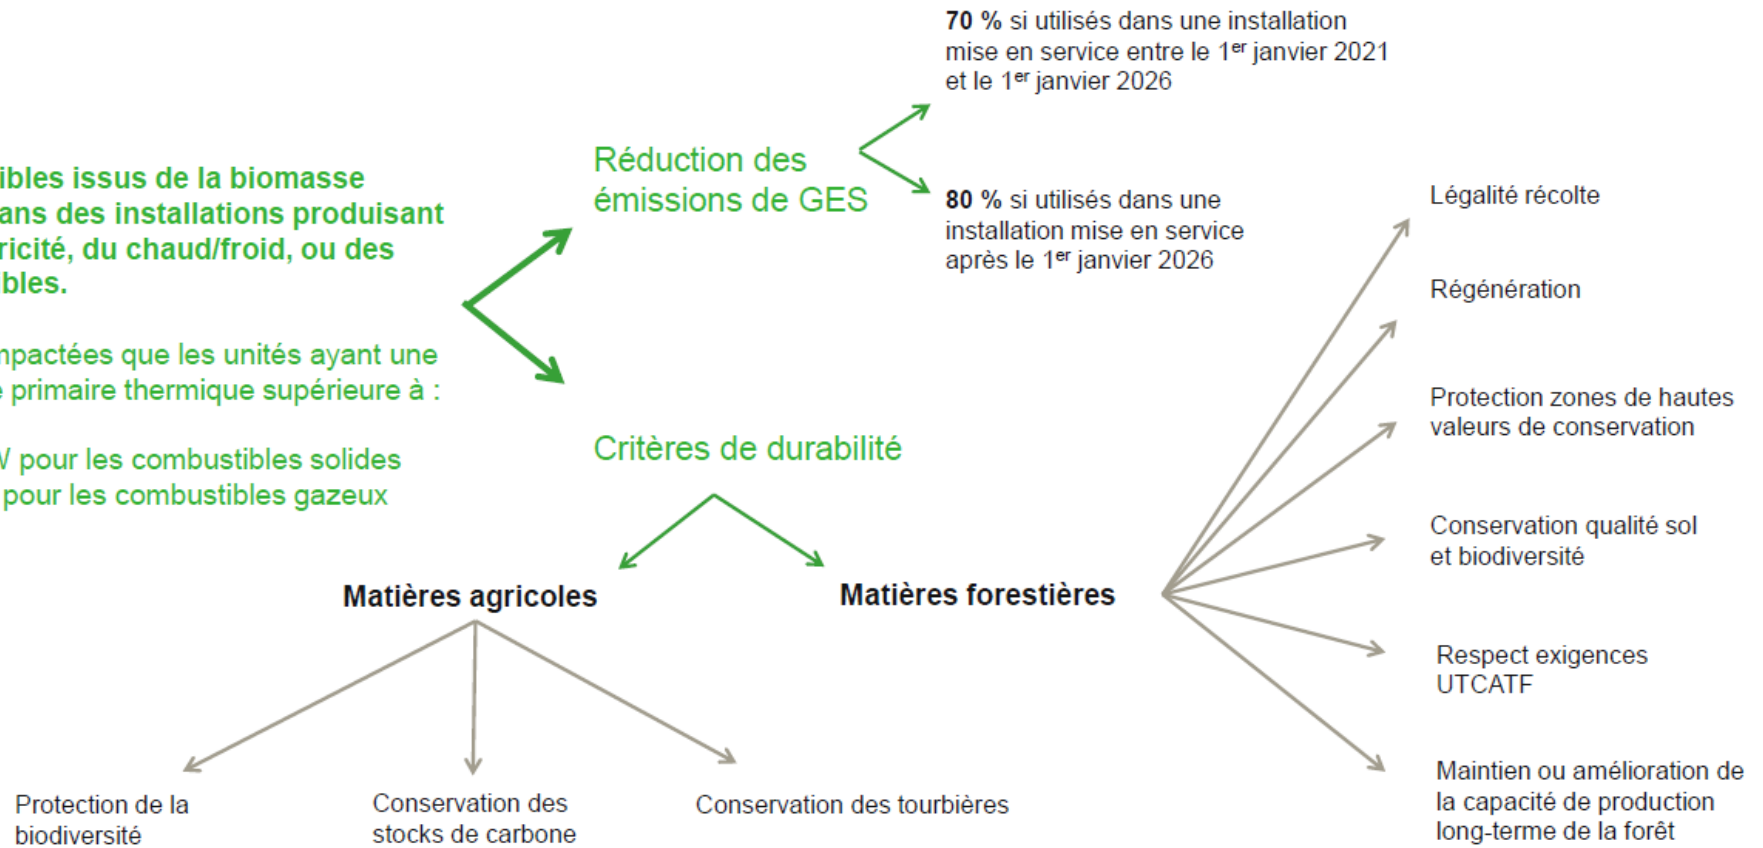 70 % si utilisés dans une installation
mise en service entre le 1er janvier 2021
et le 1er janvier 2026
Réduction des
émissions de GES
80 % si utilisés dans une
installation mise en service
après le 1er janvier 2026
ibles issus de la biomasse
ans des installations produisant
ricité, du chaud/froid, ou des
ibles.
mpactées que les unités ayant une
e primaire thermique supérieure à :
pour les combustibles solides
pour les combustibles gazeux
Critères de durabilité
Matières agricoles
Matières forestières
Légalité récolte
Régénération
Protection zones de hautes
valeurs de conservation
Conservation qualité sol
et biodiversité
Respect exigences
UTCATF
Maintien ou amélioration de
la capacité de production
long-terme de la forêt
Protection de la
biodiversité
Conservation des
stocks de carbone
Conservation des tourbières